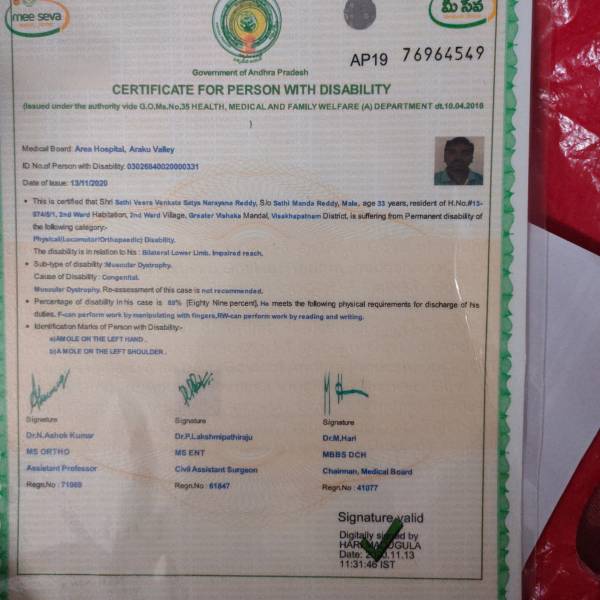 mee seva
మీ సేవ
AP19 76964549
Government of Andhra Pradesh
CERTIFICATE FOR PERSON WITH DISABILITY
(Issued under the authority vide G.O.Ms.No.35 HEALTH, MEDICAL AND FAMILY WELFARE (A) DEPARTMENT dt.10.04.2018
)
Medical Board: Area Hospital, Araku Valley
ID No.of Person with Disability: 03026840020000331
Date of Issue: 13/11/2020
• This is certified that Shri Sathi Veera Venkata Satya Narayana Reddy, S/o Sathi Manda Reddy, Male, age 33 years, resident of H.No.#13-
574/5/1, 2nd Ward Habitation, 2nd Ward Village, Greater Vishaka Mandal, Visakhapatnam District, is suffering from Permanent disability of
the following category:-
Physical(Locomotor/Orthopaedic) Disability.
The disability is in relation to his : Bilateral Lower Limb. Impaired reach.
• Sub-type of disability :Muscular Dystrophy.
Cause of Disability : Congenital.
Muscular Dystrophy. Re-assessment of this case is not recommended.
• Percentage of disability in his case is 89% (Eighty Nine percent). He meets the following physical requirements for discharge of his
duties. F-can perform work by manipulating with fingers,RW-can perform work by reading and writing.
• Identification Marks of Person with Disability:-
a)AMOLE ON THE LEFT HAND .
b)A MOLE ON THE LEFT SHOULDER .
Signature Signature Signature
Dr.N.Ashok Kumar Dr.P.Lakshmipathiraju Dr.M.Hari
MS ORTHO MS ENT MBBS DCH
Assistant Professor Civil Assistant Surgeon Chairman, Medical Board
Regn.No : 71969 Regn.No : 61847 Regn.No : 41077
Signature valid
Digitally signed by
Date: 2020.11.13
11:31:46 IST